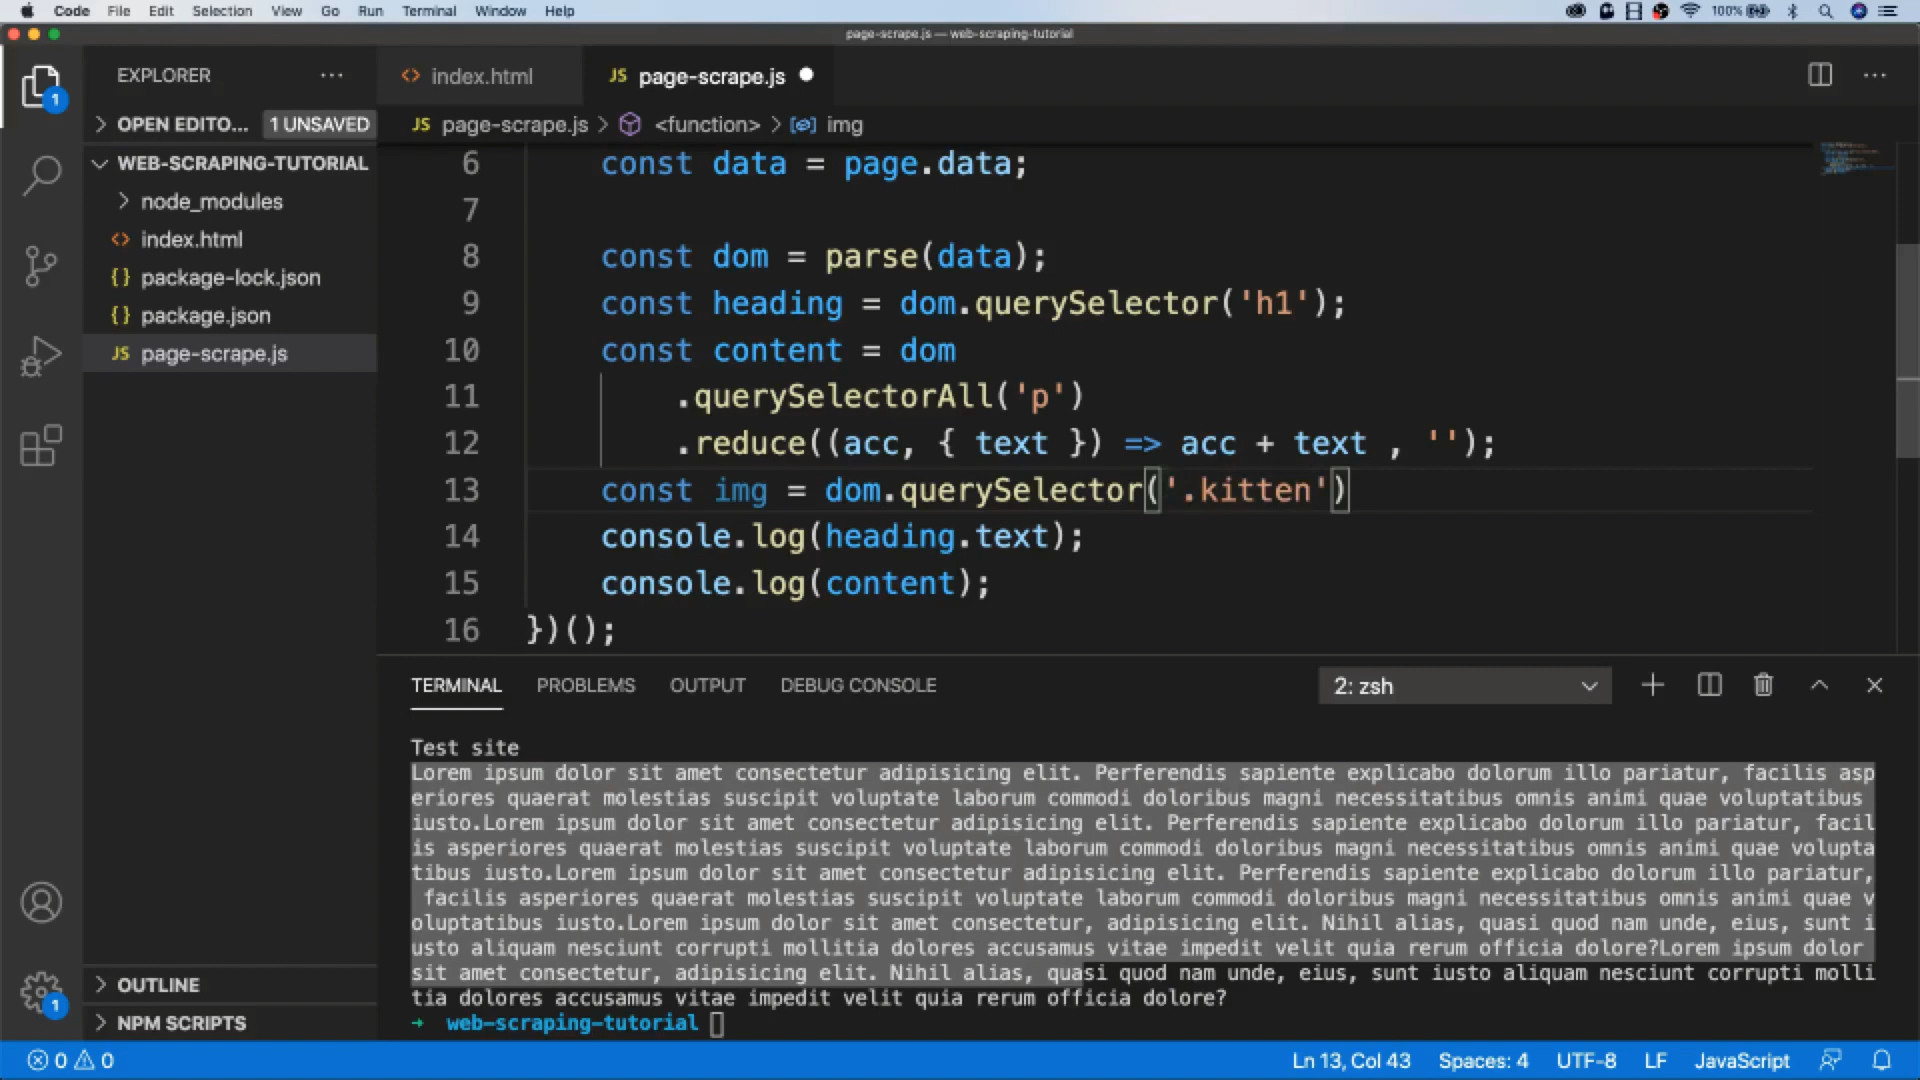 Code File Edit Selection View Go Run Terminal Window Help 100%
page-scrape.js — web-scraping-tutorial
EXPLORER ···
index.html
JS page-scrape.js
OPEN EDITO... 1 UNSAVED
JS page-scrape.js > <function> > img
WEB-SCRAPING-TUTORIAL
node_modules
<> index.html
{} package-lock.json
{} package.json
JS page-scrape.js
1
6 const data = page.data;
7
8 const dom = parse(data);
9 const heading = dom.querySelector('h1');
10 const content = dom
11 .querySelectorAll('p')
12 .reduce((acc, { text }) => acc + text , '');
13 const img = dom.querySelector('.kitten')
14 console.log(heading.text);
15 console.log(content);
16 })();
TERMINAL PROBLEMS OUTPUT DEBUG CONSOLE 2: zsh
Test site
Lorem ipsum dolor sit amet consectetur adipisicing elit. Perferendis sapiente explicabo dolorum illo pariatur, facilis asp
eriores quaerat molestias suscipit voluptate laborum commodi doloribus magni necessitatibus omnis animi quae voluptatibus
iusto.Lorem ipsum dolor sit amet consectetur adipisicing elit. Perferendis sapiente explicabo dolorum illo pariatur, facil
is asperiores quaerat molestias suscipit voluptate laborum commodi doloribus magni necessitatibus omnis animi quae volupta
tibus iusto.Lorem ipsum dolor sit amet consectetur adipisicing elit. Perferendis sapiente explicabo dolorum illo pariatur,
facilis asperiores quaerat molestias suscipit voluptate laborum commodi doloribus magni necessitatibus omnis animi quae v
oluptatibus iusto.Lorem ipsum dolor sit amet consectetur, adipisicing elit. Nihil alias, quasi quod nam unde, eius, sunt i
usto aliquam nesciunt corrupti mollitia dolores accusamus vitae impedit velit quia rerum officia dolore?Lorem ipsum dolor
sit amet consectetur, adipisicing elit. Nihil alias, quasi quod nam unde, eius, sunt iusto aliquam nesciunt corrupti molli
tia dolores accusamus vitae impedit velit quia rerum officia dolore?
→ web-scraping-tutorial
OUTLINE
NPM SCRIPTS
1
0 0 Ln 13, Col 43 Spaces: 4 UTF-8 LF JavaScript